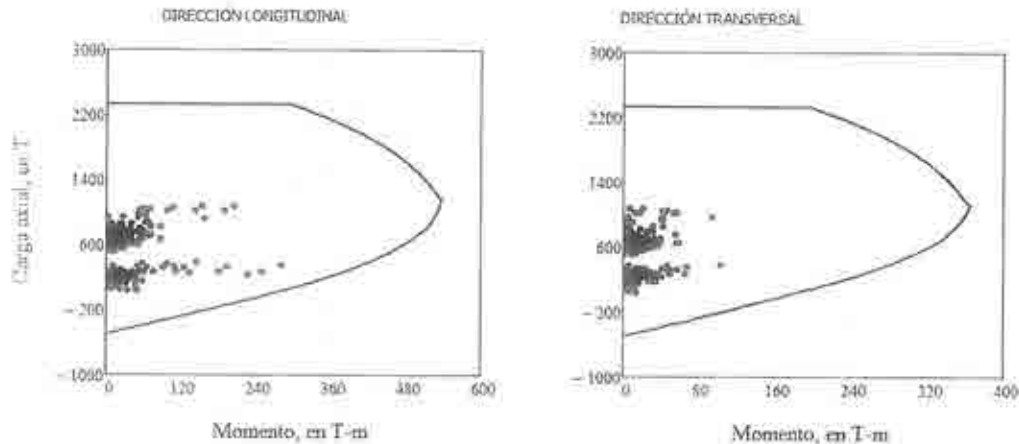 DIRECCIÓN LONGITUDINAL
3000
2200
1400
600
-200
-1000
0 120 240 360 480 600
Carga axial, en T
Momento, en T-m
DIRECCIÓN TRANSVERSAL
3000
2200
1400
600
-200
-1000
0 80 160 240 320 400
Momento, en T-m